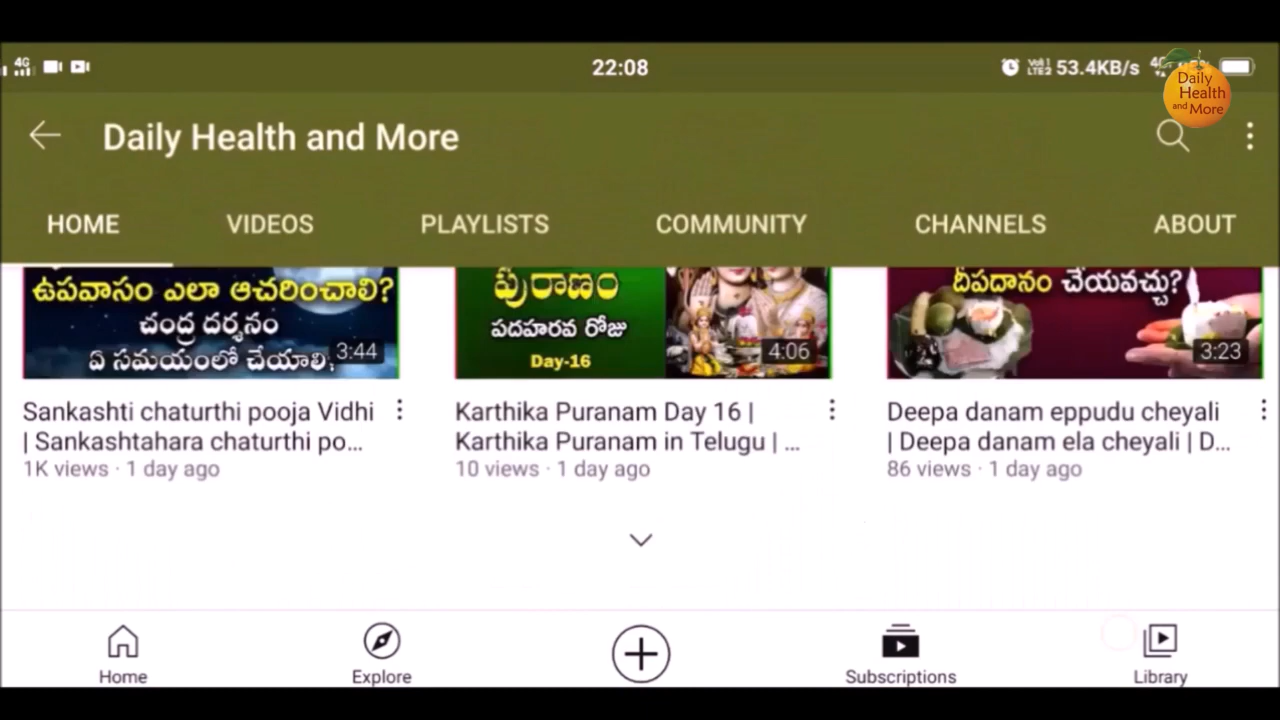 4G
22:08
Vo) 1
LTE2 53.4KB/s
Daily
Health
and More
Daily Health and More
HOME
VIDEOS
PLAYLISTS
COMMUNITY
CHANNELS
ABOUT
ఉపవాసం ఎలా ఆచరించాలి?
చంద్ర దర్శనం
ఏ సమయంలో చేయాలి
3:44
పురాణం
పదహారవ రోజు
Day-16
4:06
దీపదానం చేయవచ్చు?
3:23
Sankashti chaturthi pooja Vidhi
| Sankashtahara chaturthi po...
1K views · 1 day ago
Karthika Puranam Day 16 |
Karthika Puranam in Telugu | ...
10 views · 1 day ago
Deepa danam eppudu cheyali
| Deepa danam ela cheyali | D...
86 views · 1 day ago
Home
Explore
Subscriptions
Library